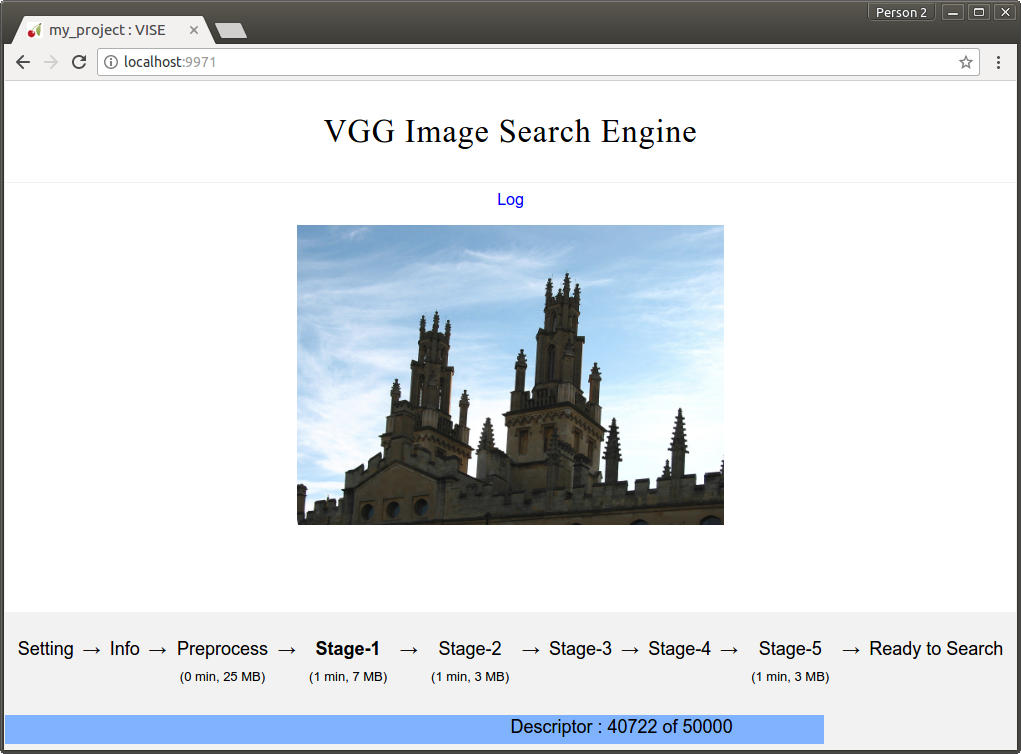 Person 2
my_project : VISE
localhost:9971
VGG Image Search Engine
Log
Setting → Info → Preprocess → Stage-1 → Stage-2 → Stage-3 → Stage-4 → Stage-5 → Ready to Search
(0 min, 25 MB) (1 min, 7 MB) (1 min, 3 MB) (1 min, 3 MB)
Descriptor : 40722 of 50000